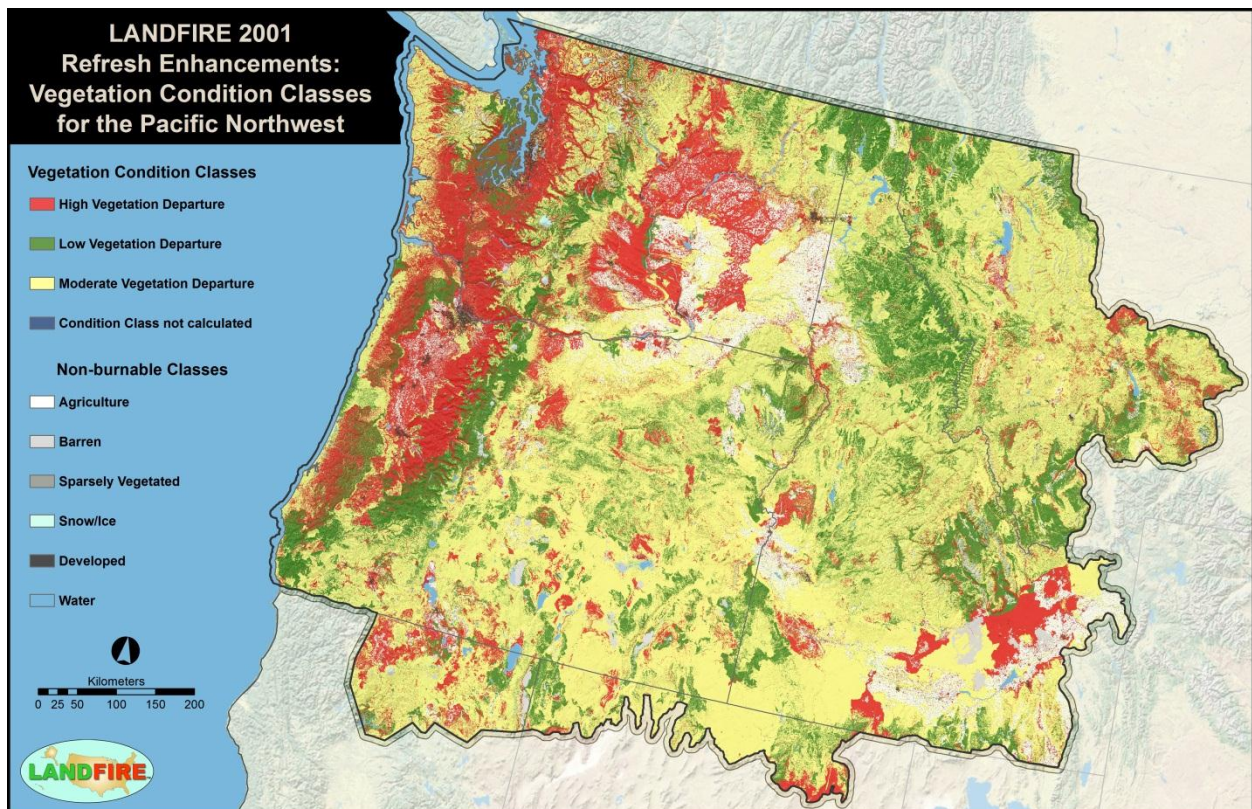 LANDFIRE 2001
Refresh Enhancements:
Vegetation Condition Classes
for the Pacific Northwest
Vegetation Condition Classes
High Vegetation Departure
Low Vegetation Departure
Moderate Vegetation Departure
Condition Class not calculated
Non-burnable Classes
Agriculture
Barren
Sparsely Vegetated
Snow/Ice
Developed
Water
Kilometers
0 25 50 100 150 200
LANDFIRE